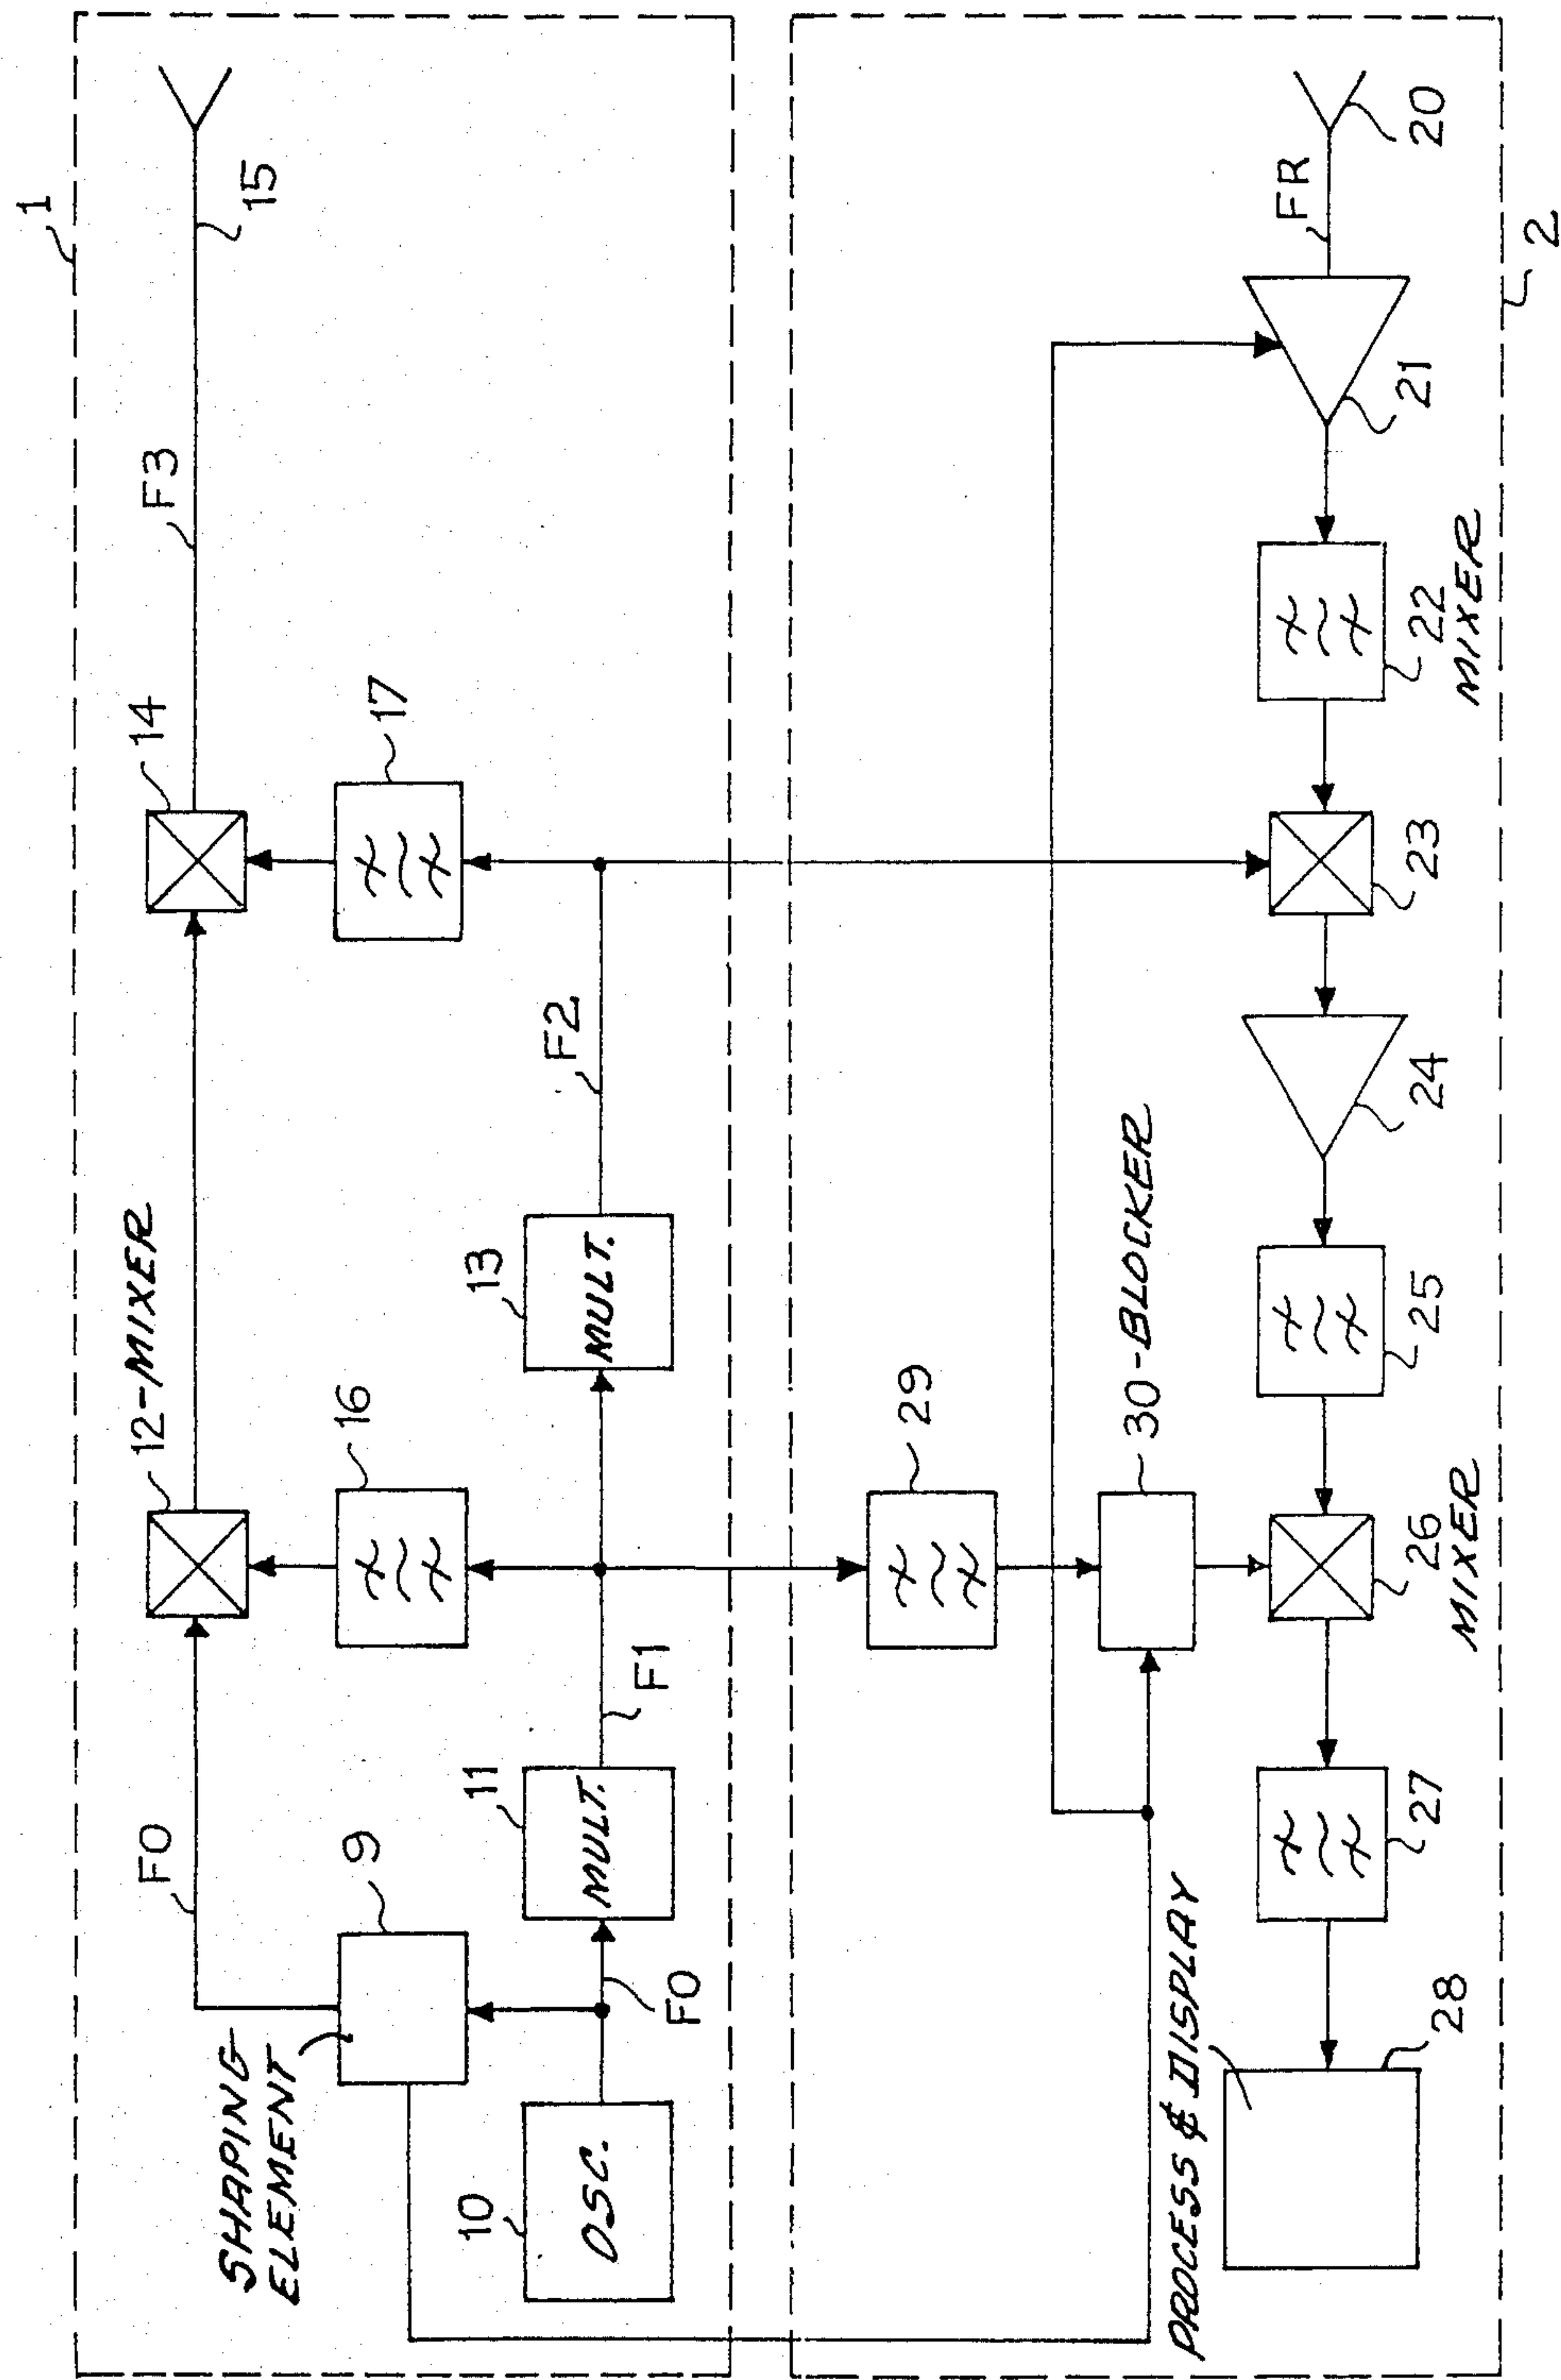 1
12-MIXER
14
F3
15
F0
16
17
SHAPING
ELEMENT
9
11
MULT.
F1
13
MULT.
F2
10
OSC.
F0
29
30-BLOCKER
PROCESS & DISPLAY
28
27
26
MIXER
25
24
23
22
MIXER
21
FR
20
2